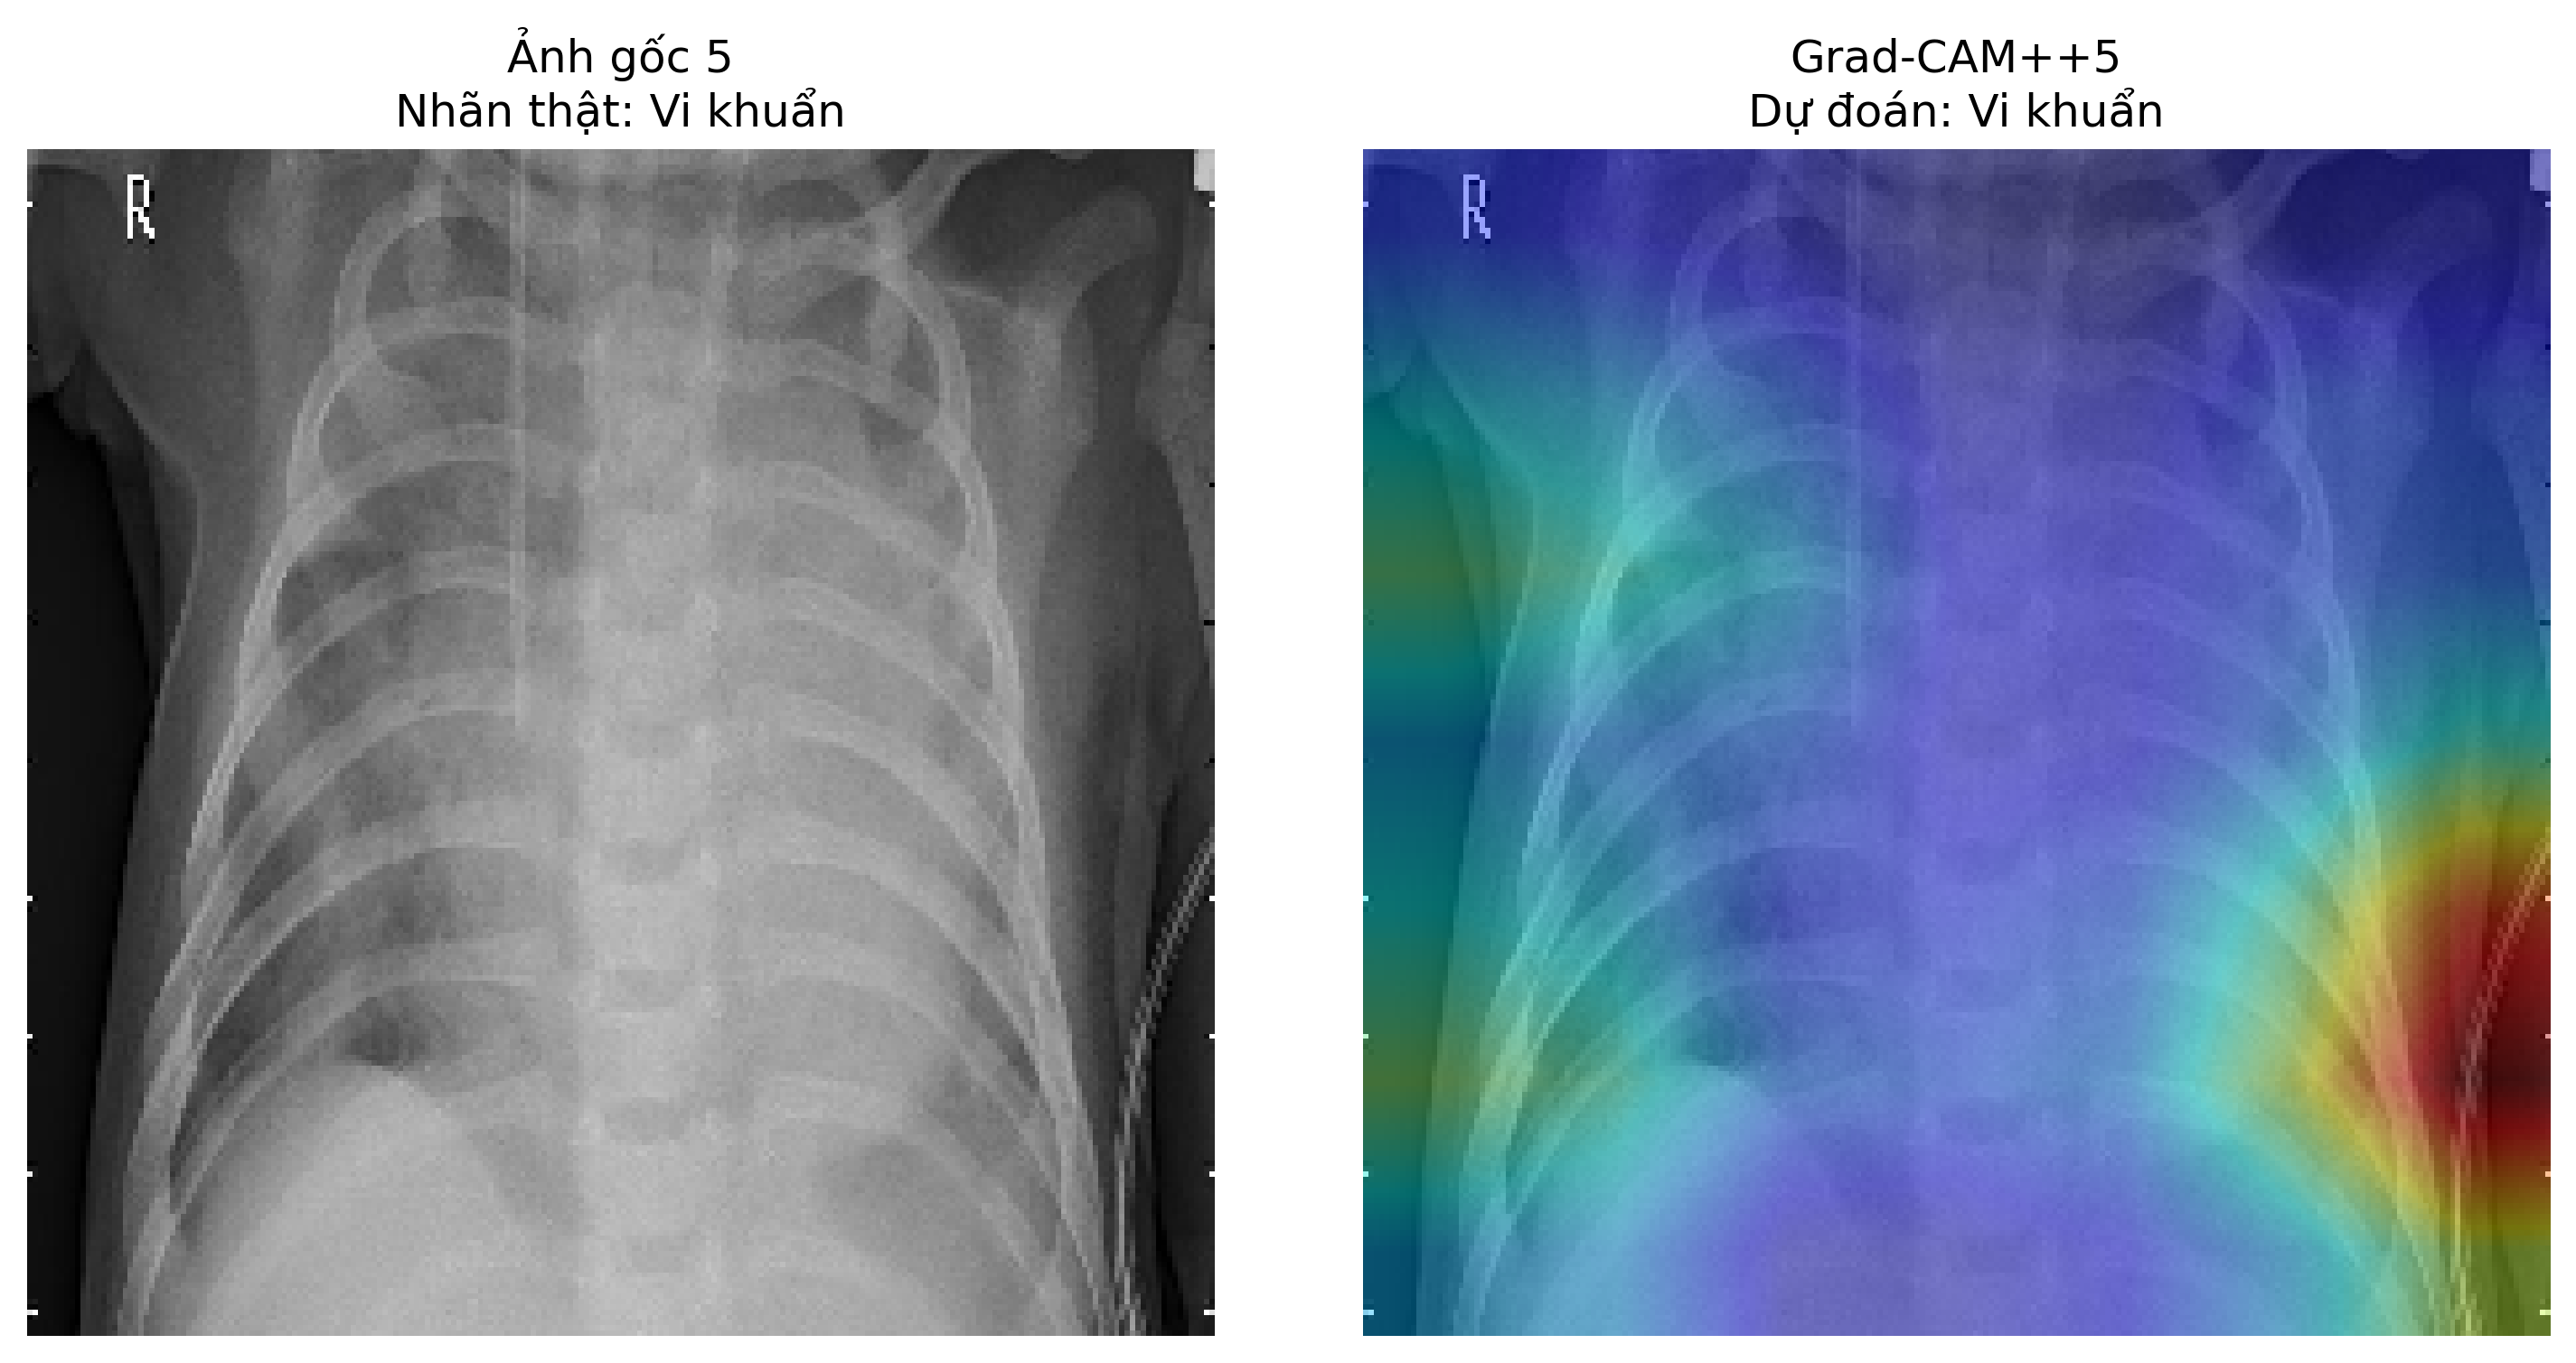 Ảnh gốc 5
Nhãn thật: Vi khuẩn
Grad-CAM++5
Dự đoán: Vi khuẩn
R
R